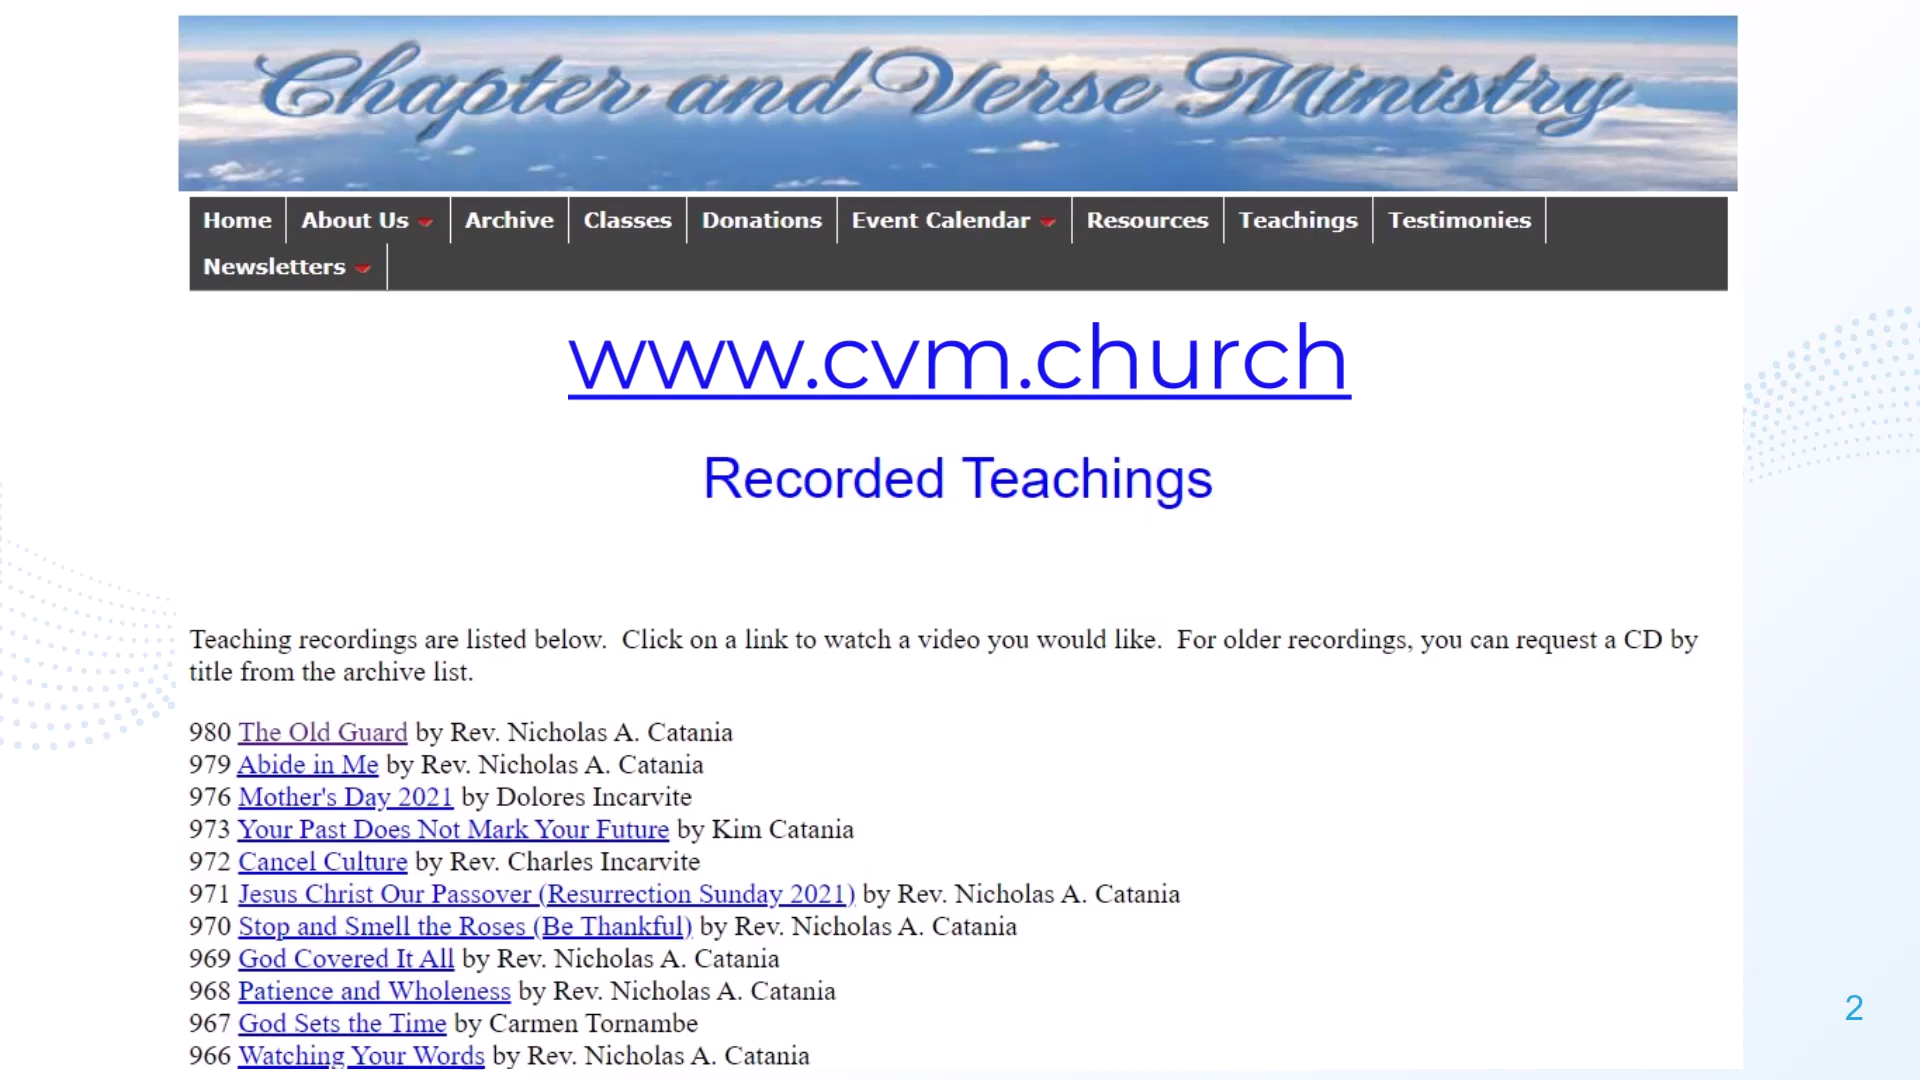 Chapter and Verse Ministry
Home About Us Archive Classes Donations Event Calendar Resources Teachings Testimonies
Newsletters
www.cvm.church
Recorded Teachings
Teaching recordings are listed below.  Click on a link to watch a video you would like.  For older recordings, you can request a CD by
title from the archive list.
980 The Old Guard by Rev. Nicholas A. Catania
979 Abide in Me by Rev. Nicholas A. Catania
976 Mother's Day 2021 by Dolores Incarvite
973 Your Past Does Not Mark Your Future by Kim Catania
972 Cancel Culture by Rev. Charles Incarvite
971 Jesus Christ Our Passover (Resurrection Sunday 2021) by Rev. Nicholas A. Catania
970 Stop and Smell the Roses (Be Thankful) by Rev. Nicholas A. Catania
969 God Covered It All by Rev. Nicholas A. Catania
968 Patience and Wholeness by Rev. Nicholas A. Catania
967 God Sets the Time by Carmen Tornambe
966 Watching Your Words by Rev. Nicholas A. Catania
2